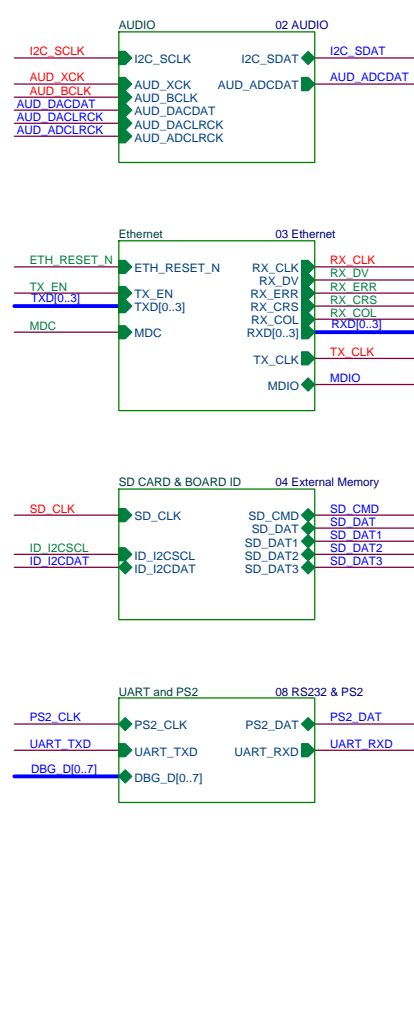 AUDIO 02 AUDIO
I2C_SCLK I2C_SCLK I2C_SDAT I2C_SDAT
AUD_XCK AUD_XCK AUD_ADCDAT AUD_ADCDAT
AUD_BCLK AUD_BCLK
AUD_DACDAT AUD_DACDAT
AUD_DACLRCK AUD_DACLRCK
AUD_ADCLRCK AUD_ADCLRCK
Ethernet 03 Ethernet
ETH_RESET_N ETH_RESET_N RX_CLK RX_CLK
RX_DV RX_DV
TX_EN TX_EN RX_ERR RX_ERR
TXD[0..3] TXD[0..3] RX_CRS RX_CRS
RX_COL RX_COL
MDC MDC RXD[0..3] RXD[0..3]
TX_CLK TX_CLK
MDIO MDIO
SD CARD & BOARD ID 04 External Memory
SD_CLK SD_CLK SD_CMD SD_CMD
SD_DAT SD_DAT
SD_DAT1 SD_DAT1
ID_I2CSCL ID_I2CSCL SD_DAT2 SD_DAT2
ID_I2CDAT ID_I2CDAT SD_DAT3 SD_DAT3
UART and PS2 08 RS232 & PS2
PS2_CLK PS2_CLK PS2_DAT PS2_DAT
UART_TXD UART_TXD UART_RXD UART_RXD
DBG_D[0..7] DBG_D[0..7]